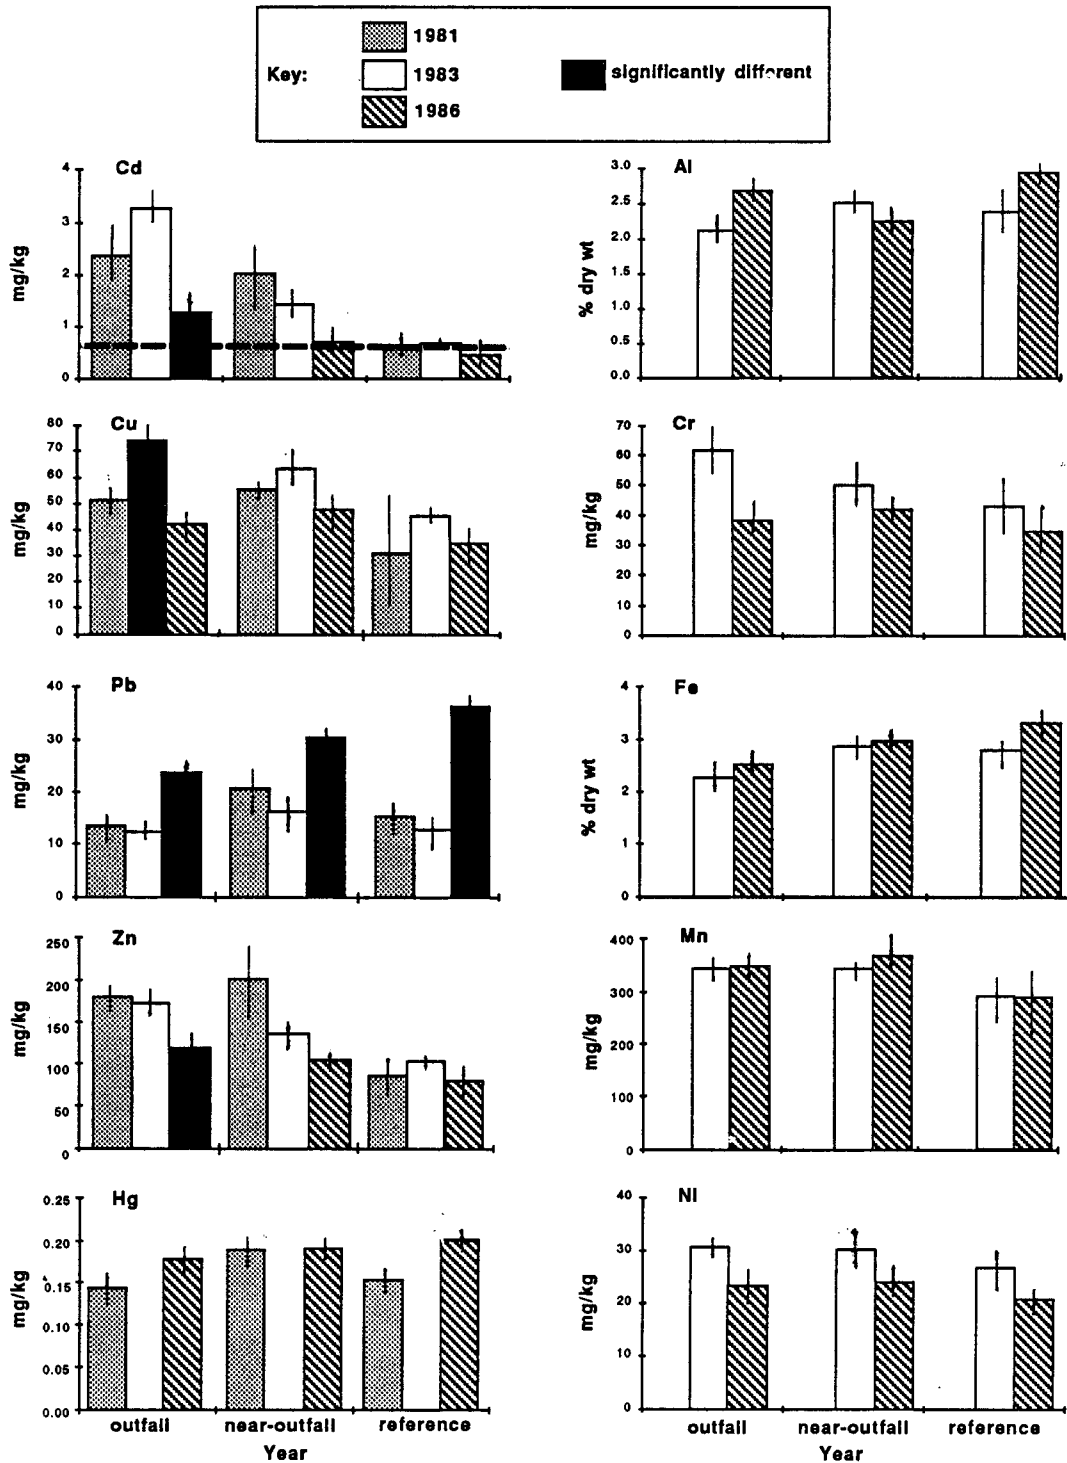 Key:
1981
1983
1986
significantly different
Cd
mg/kg
4
3
2
1
0
Al
% dry wt
3.0
2.5
2.0
1.5
1.0
0.5
0.0
Cu
mg/kg
80
70
60
50
40
30
20
10
0
Cr
mg/kg
70
60
50
40
30
20
10
0
Pb
mg/kg
40
30
20
10
0
Fe
% dry wt
4
3
2
1
0
Zn
mg/kg
250
200
150
100
50
0
Mn
mg/kg
400
300
200
100
0
Hg
mg/kg
0.25
0.20
0.15
0.10
0.05
0.00
outfall near-outfall reference
Year
Ni
mg/kg
40
30
20
10
0
outfall near-outfall reference
Year